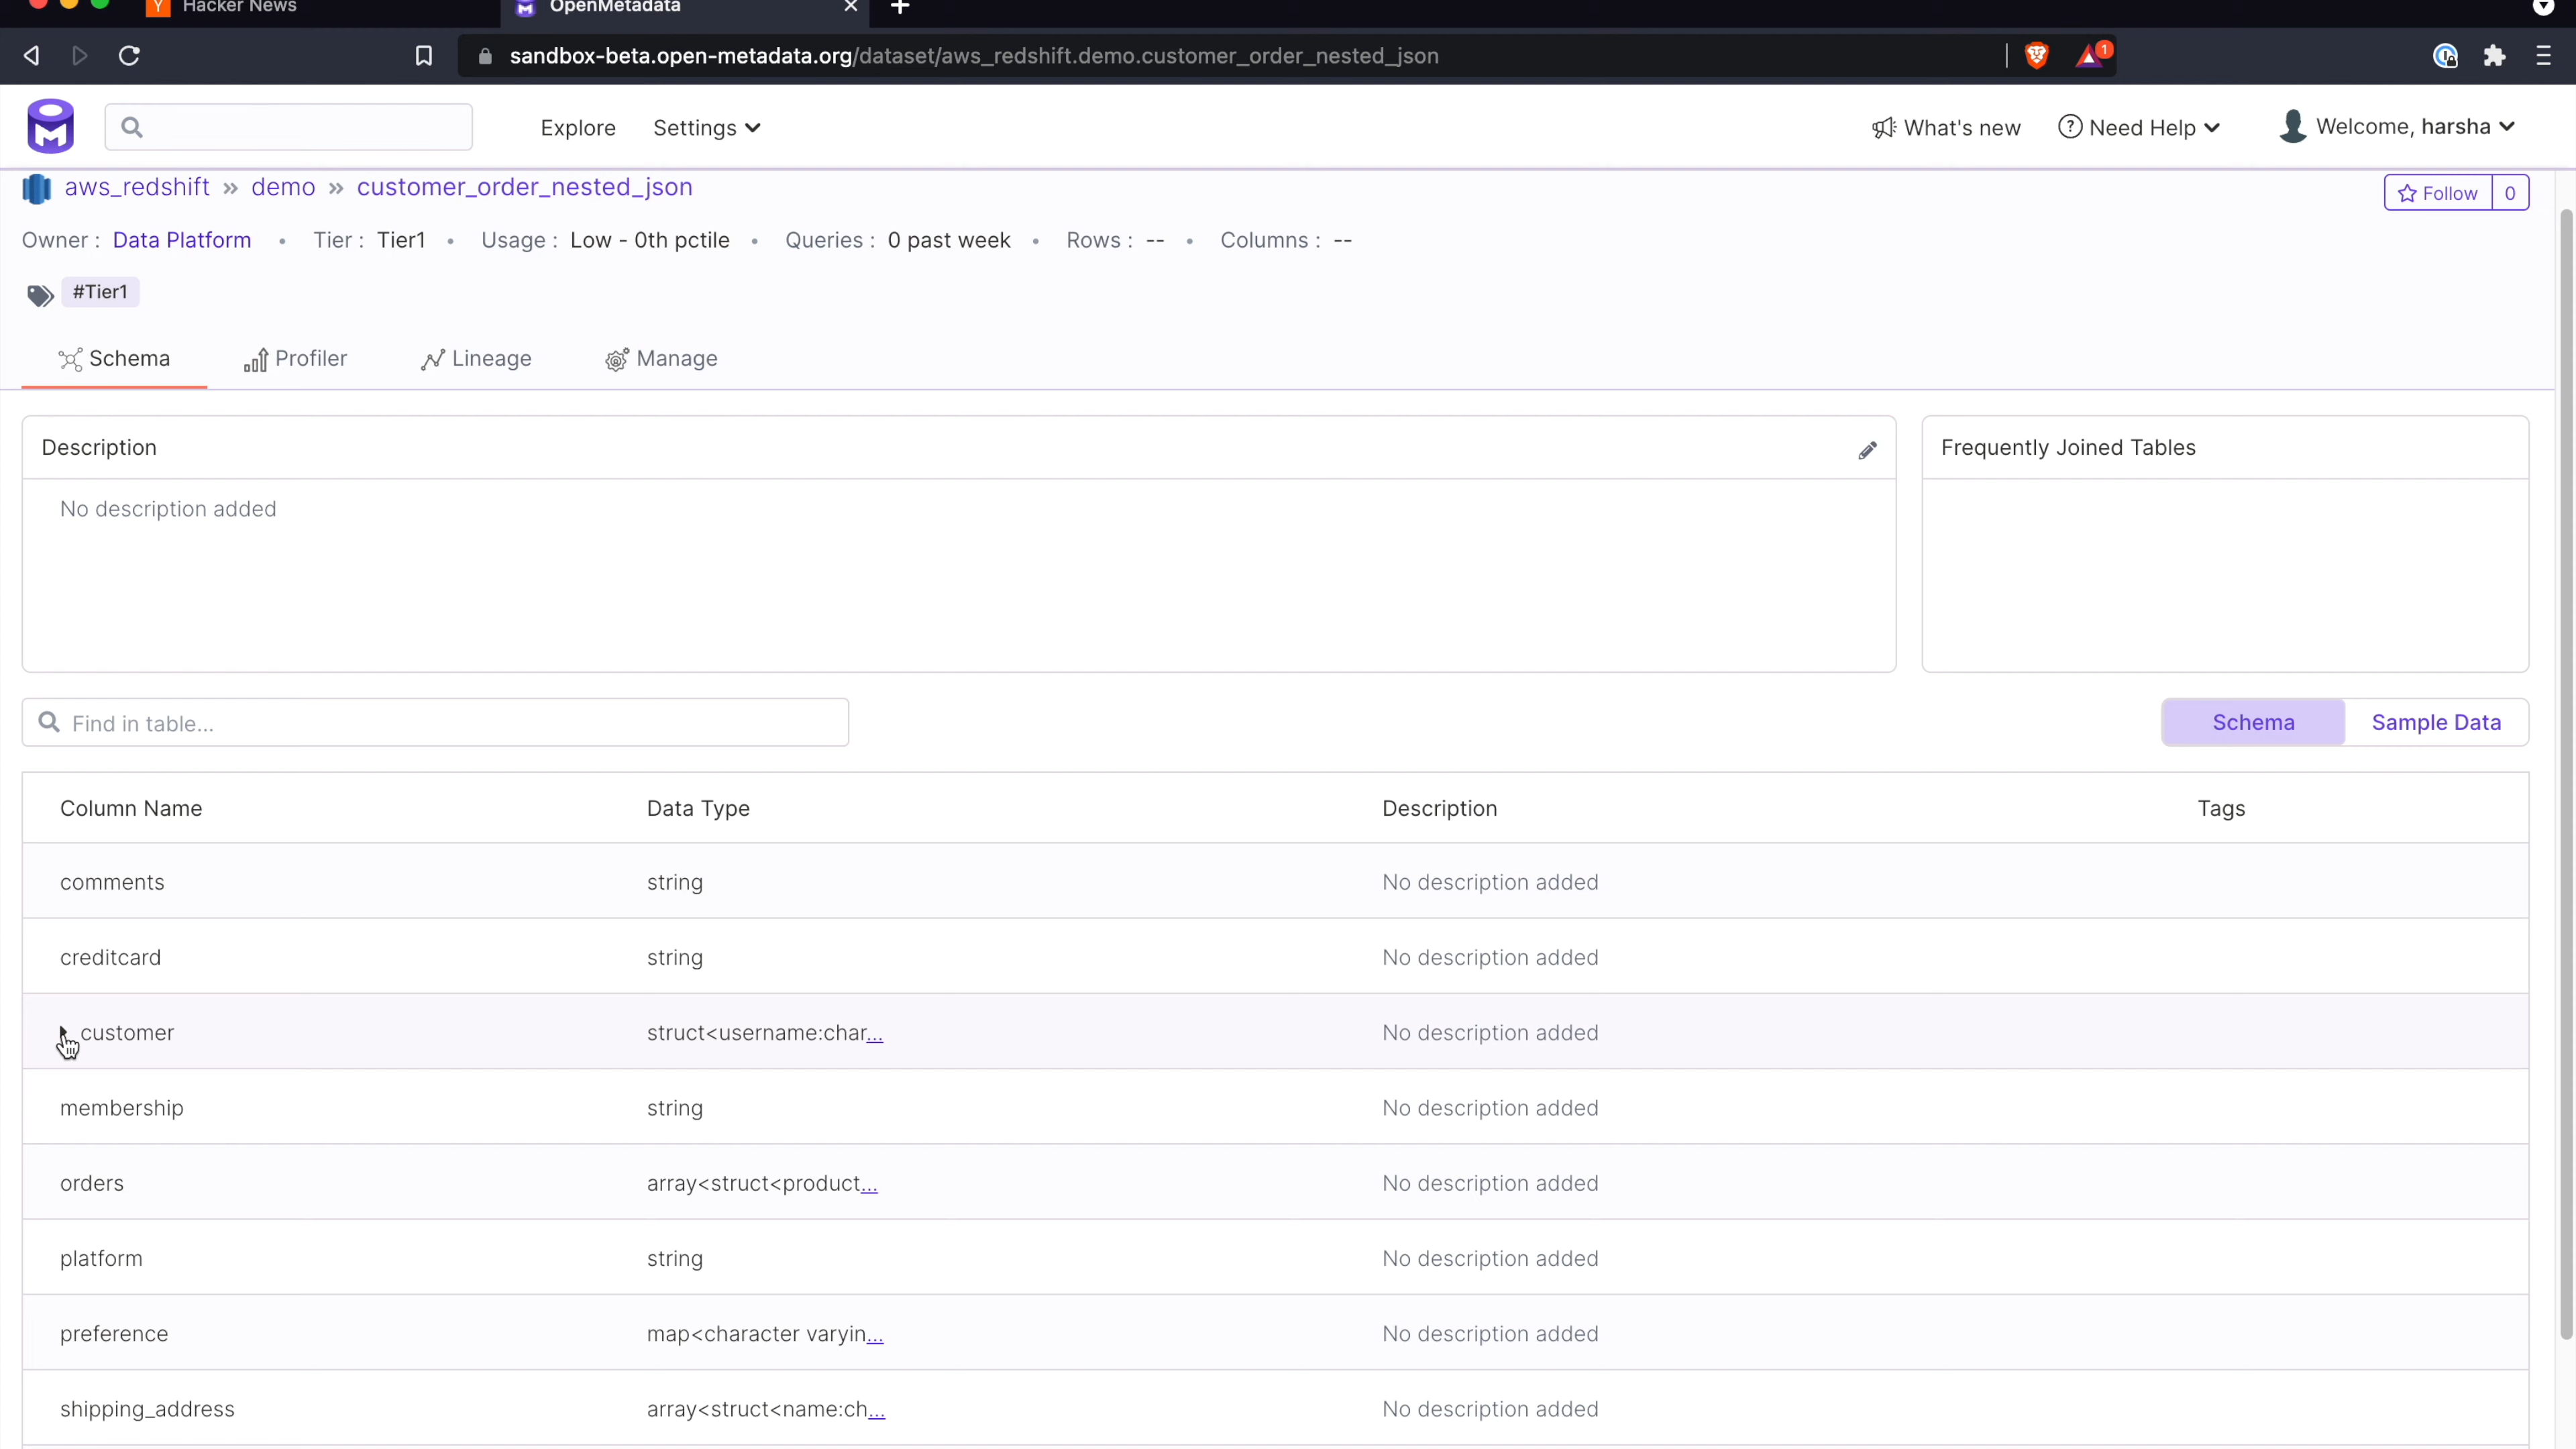 Hacker News
OpenMetadata
sandbox-beta.open-metadata.org/dataset/aws_redshift.demo.customer_order_nested_json
1
Explore
Settings
What's new
Need Help
Welcome, harsha
aws_redshift » demo » customer_order_nested_json
Follow 0
Owner : Data Platform • Tier : Tier1 • Usage : Low - 0th pctile • Queries : 0 past week • Rows : -- • Columns : --
#Tier1
Schema
Profiler
Lineage
Manage
Description
Frequently Joined Tables
No description added
Find in table...
Schema
Sample Data
Column Name Data Type Description Tags
comments string No description added
creditcard string No description added
customer struct<username:char... No description added
membership string No description added
orders array<struct<product... No description added
platform string No description added
preference map<character varyin... No description added
shipping_address array<struct<name:ch... No description added